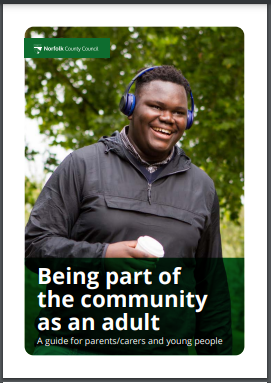 Norfolk County Council
Being part of
the community
as an adult
A guide for parents/carers and young people